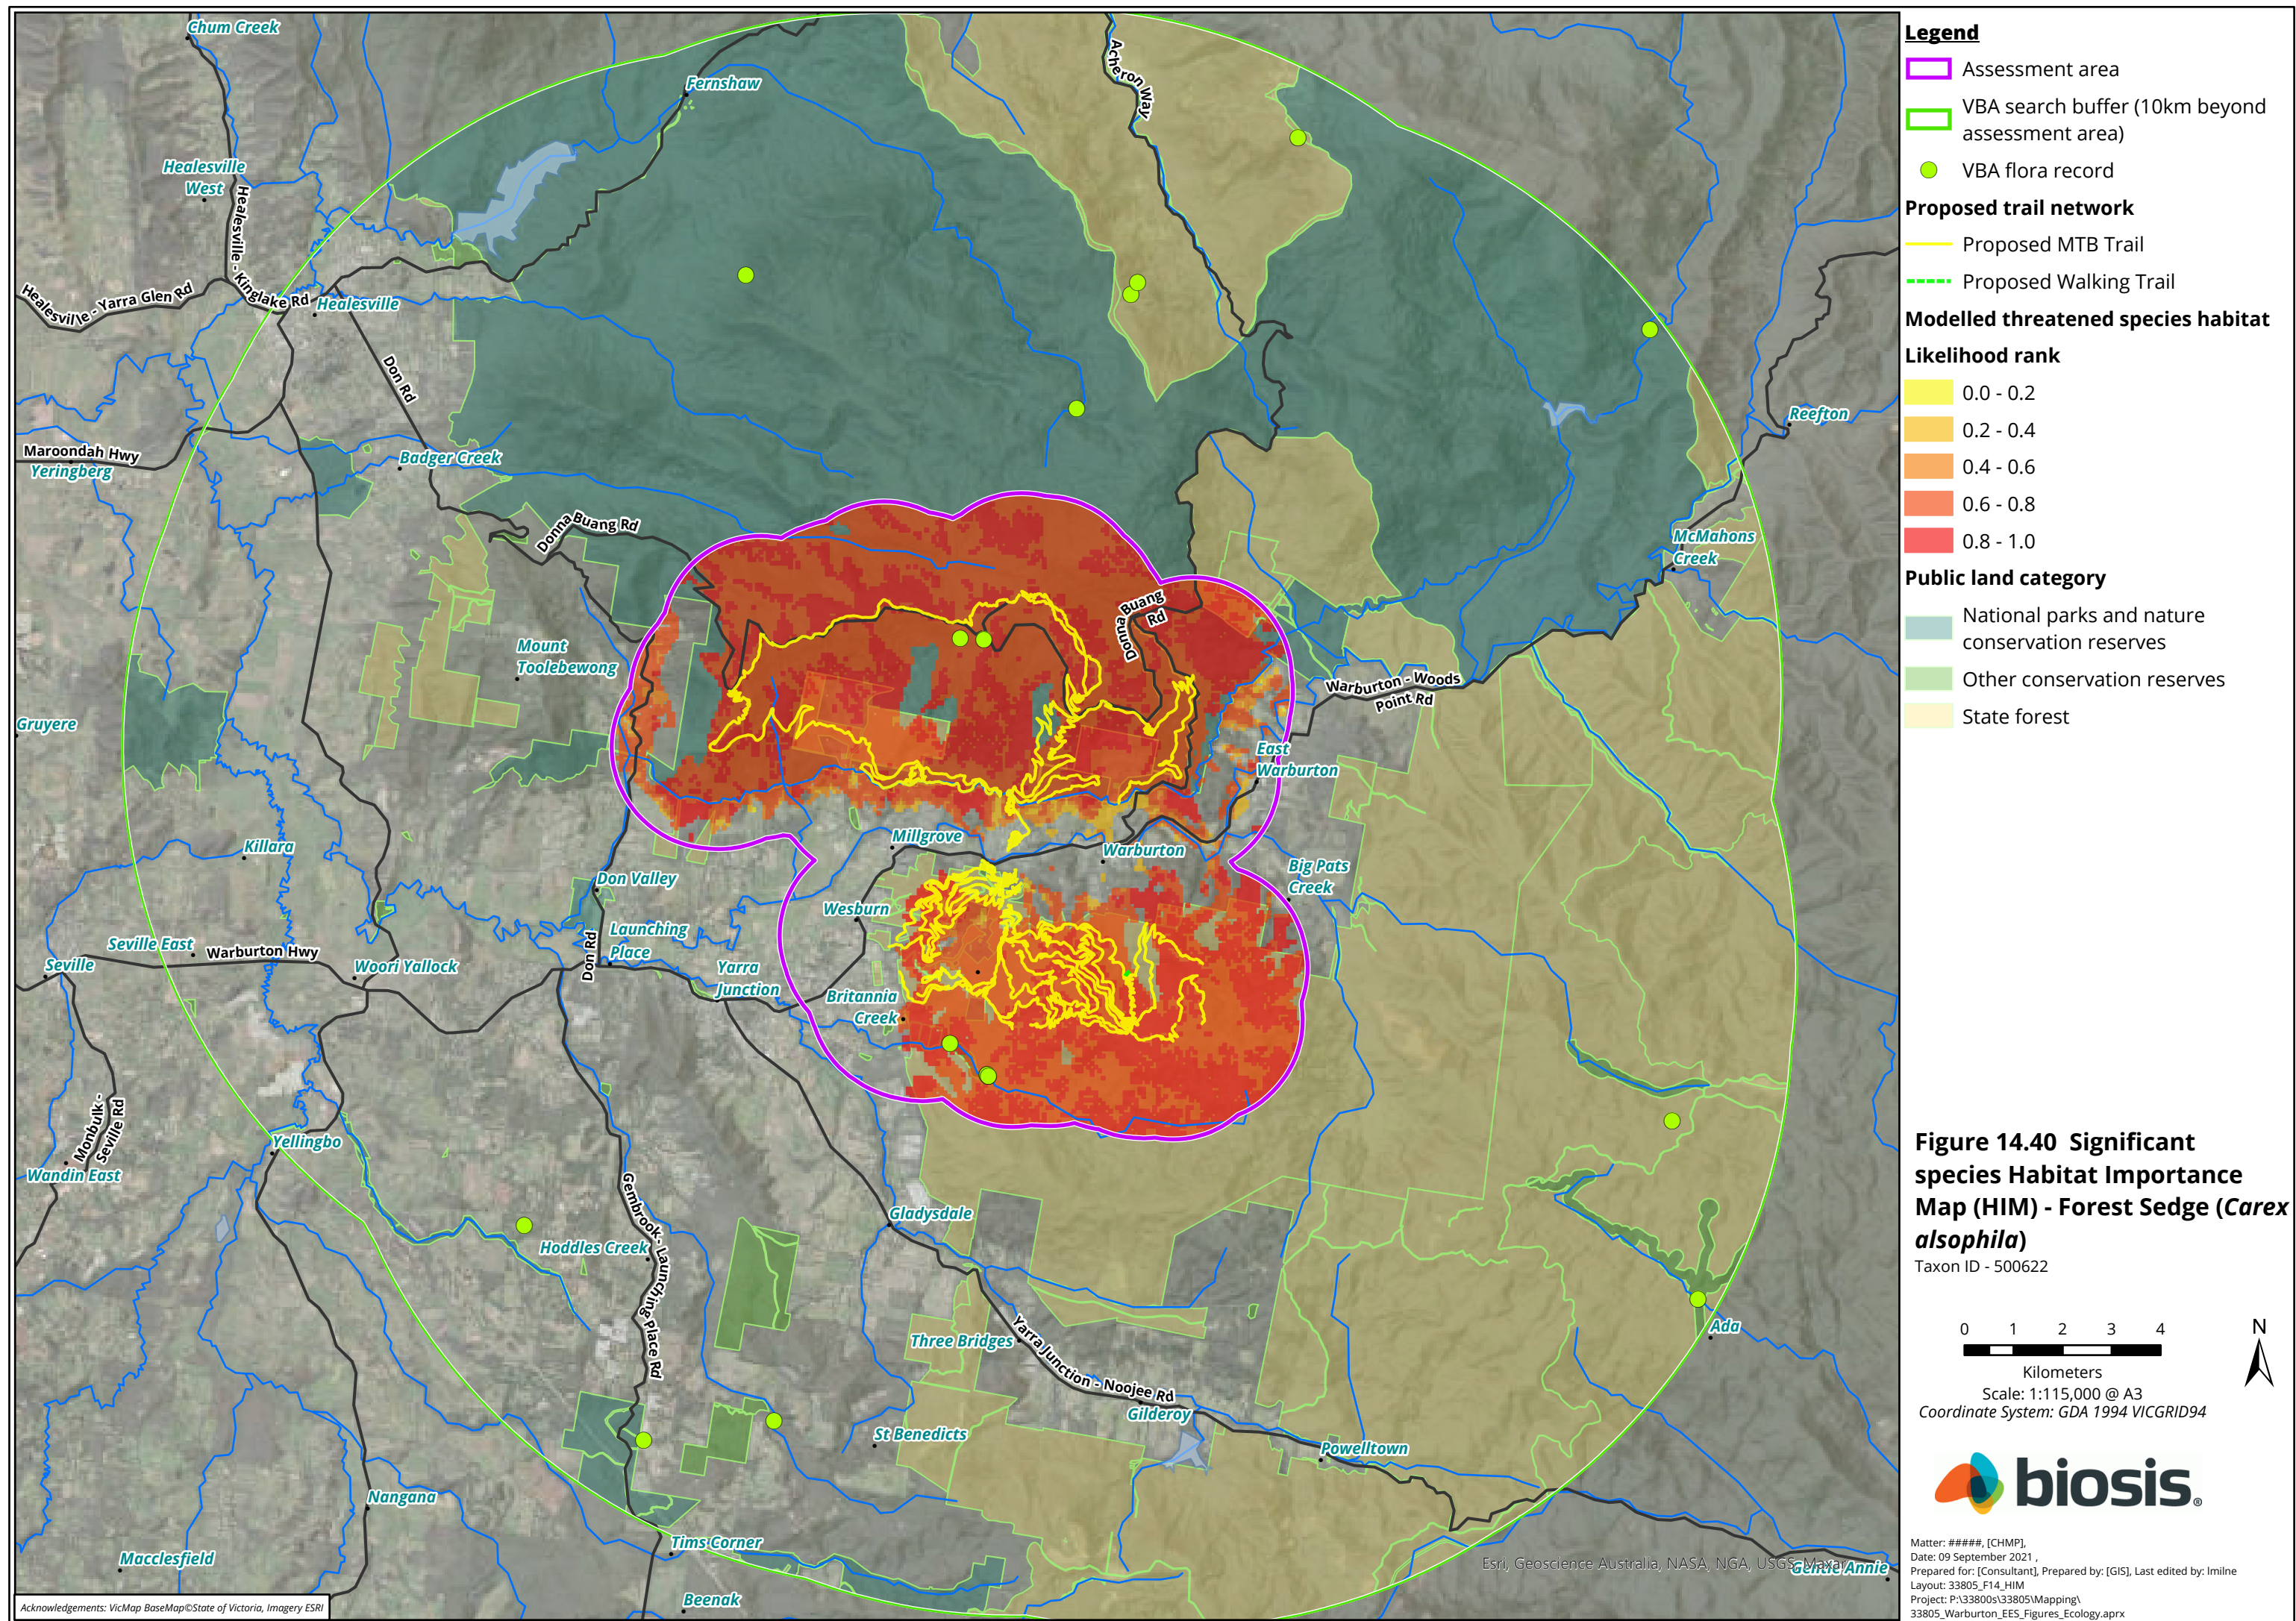 Chum Creek
Fernshaw
Acheron Way
Healesville
West
Healesville - Kinglake Rd
Healesville - Yarra Glen Rd
Healesville
Don Rd
Maroondah Hwy
Yeringberg
Badger Creek
Reefton
McMahons
Creek
Donna Buang Rd
Donna
Buang
Rd
Mount
Toolebewong
Warburton - Woods
Point Rd
Gruyere
East
Warburton
Killara
Millgrove
Warburton
Big Pats
Creek
Don Valley
Wesburn
Launching
Place
Don Rd
Seville East
Warburton Hwy
Seville
Woori Yallock
Yarra
Junction
Britannia
Creek
Monbulk -
Seville Rd
Yellingbo
Wandin East
Gladysdale
Hoddles Creek
Gembrook - Launching Place Rd
Three Bridges
Yarra Junction - Noojee Rd
Ada
Gilderoy
St Benedicts
Powelltown
Nangana
Tims Corner
Macclesfield
Beenak
Gentle Annie
Esri, Geoscience Australia, NASA, NGA, USGS, Maxar
Acknowledgements: VicMap BaseMap©State of Victoria, Imagery ESRI
Legend
Assessment area
VBA search buffer (10km beyond
assessment area)
VBA flora record
Proposed trail network
Proposed MTB Trail
Proposed Walking Trail
Modelled threatened species habitat
Likelihood rank
0.0 - 0.2
0.2 - 0.4
0.4 - 0.6
0.6 - 0.8
0.8 - 1.0
Public land category
National parks and nature
conservation reserves
Other conservation reserves
State forest
Figure 14.40 Significant
species Habitat Importance
Map (HIM) - Forest Sedge (Carex
alsophila)
Taxon ID - 500622
0 1 2 3 4
N
Kilometers
Scale: 1:115,000 @ A3
Coordinate System: GDA 1994 VICGRID94
biosis®
Matter: #####, [CHMP],
Date: 09 September 2021 ,
Prepared for: [Consultant], Prepared by: [GIS], Last edited by: lmilne
Layout: 33805_F14_HIM
Project: P:\33800s\33805\Mapping\
33805_Warburton_EES_Figures_Ecology.aprx